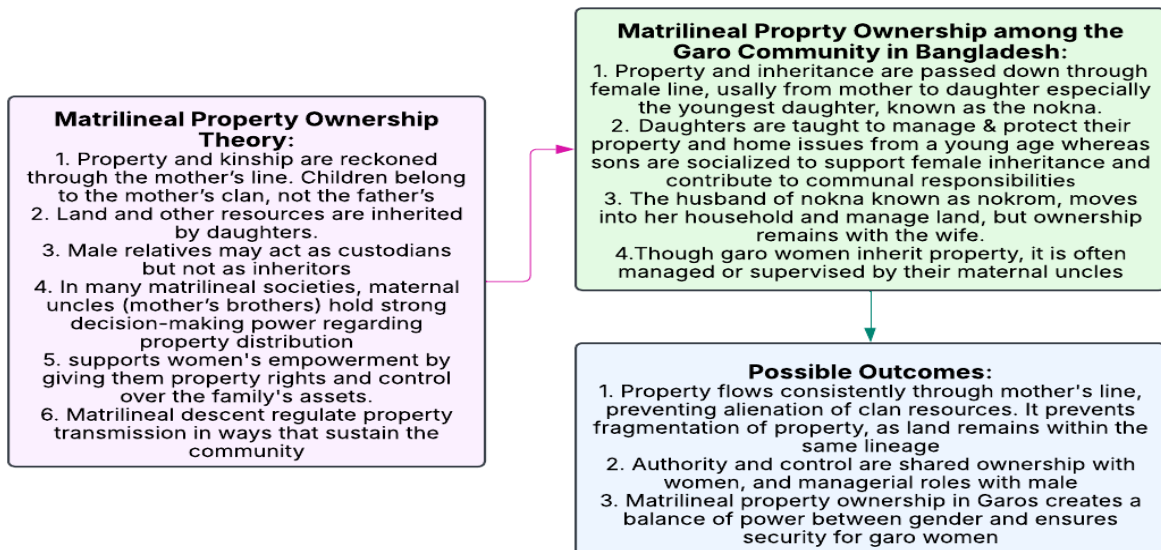 Matrilineal Property Ownership
Theory:
1. Property and kinship are reckoned
through the mother's line. Children belong
to the mother's clan, not the father's
2. Land and other resources are inherited
by daughters.
3. Male relatives may act as custodians
but not as inheritors
4. In many matrilineal societies, maternal
uncles (mother's brothers) hold strong
decision-making power regarding
property distribution
5. supports women's empowerment by
giving them property rights and control
over the family's assets.
6. Matrilineal descent regulate property
transmission in ways that sustain the
community
Matrilineal Proprty Ownership among the
Garo Community in Bangladesh:
1. Property and inheritance are passed down through
female line, usally from mother to daughter especially
the youngest daughter, known as the nokna.
2. Daughters are taught to manage & protect their
property and home issues from a young age whereas
sons are socialized to support female inheritance and
contribute to communal responsibilities
3. The husband of nokna known as nokrom, moves
into her household and manage land, but ownership
remains with the wife.
4.Though garo women inherit property, it is often
managed or supervised by their maternal uncles
Possible Outcomes:
1. Property flows consistently through mother's line,
preventing alienation of clan resources. It prevents
fragmentation of property, as land remains within the
same lineage
2. Authority and control are shared ownership with
women, and managerial roles with male
3. Matrilineal property ownership in Garos creates a
balance of power between gender and ensures
security for garo women